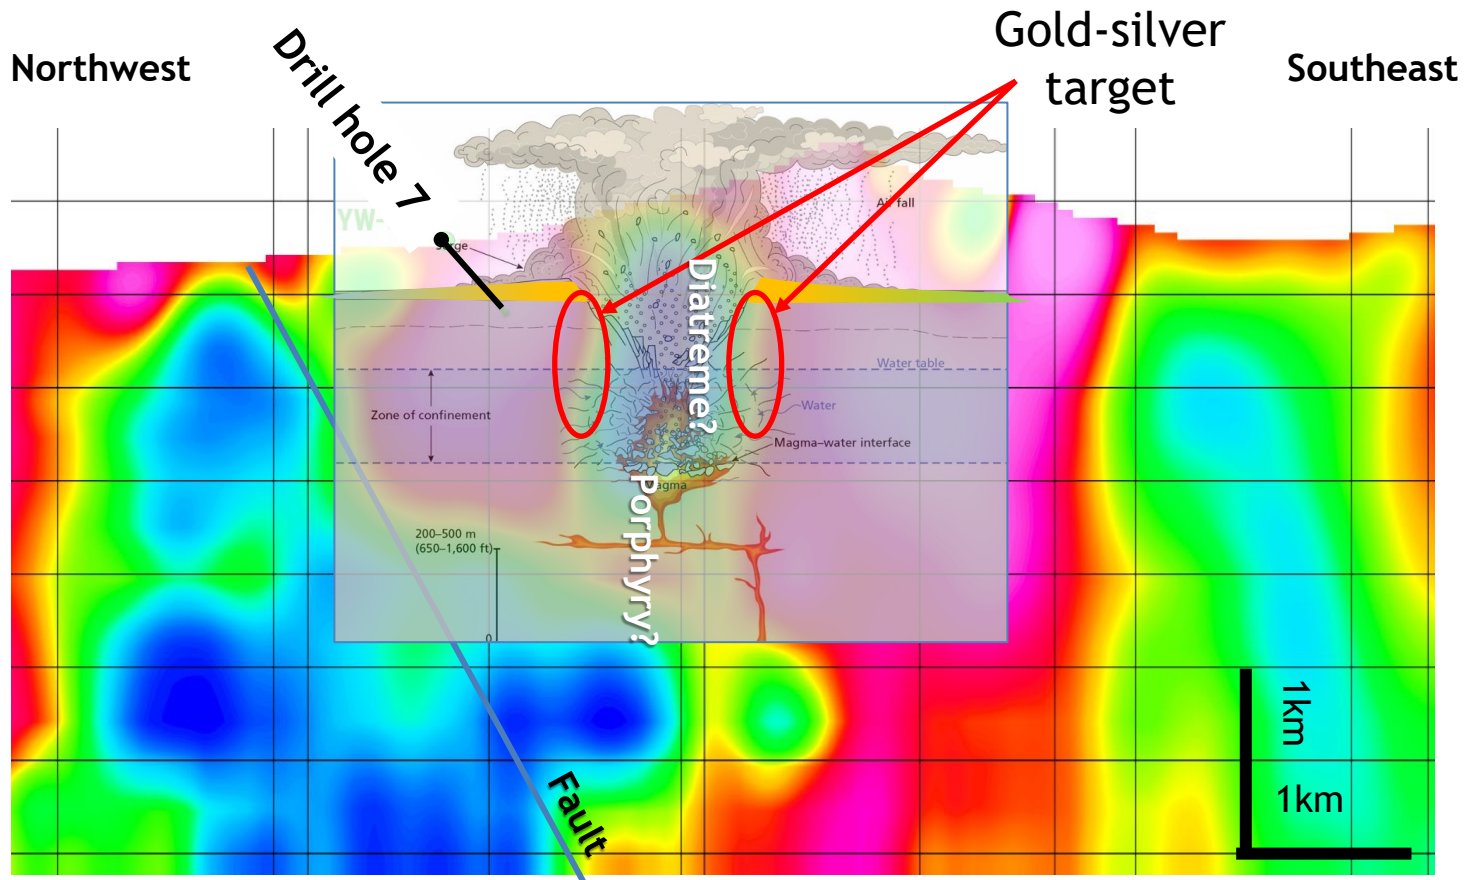 Gold-silver
target
Northwest
Southeast
Drill hole 7
YW-
Air fall
Surge
Diatreme?
Water table
Zone of confinement
Water
Magma–water interface
Magma
Porphyry?
200–500 m
(650–1,600 ft)
0
1km
1km
Fault